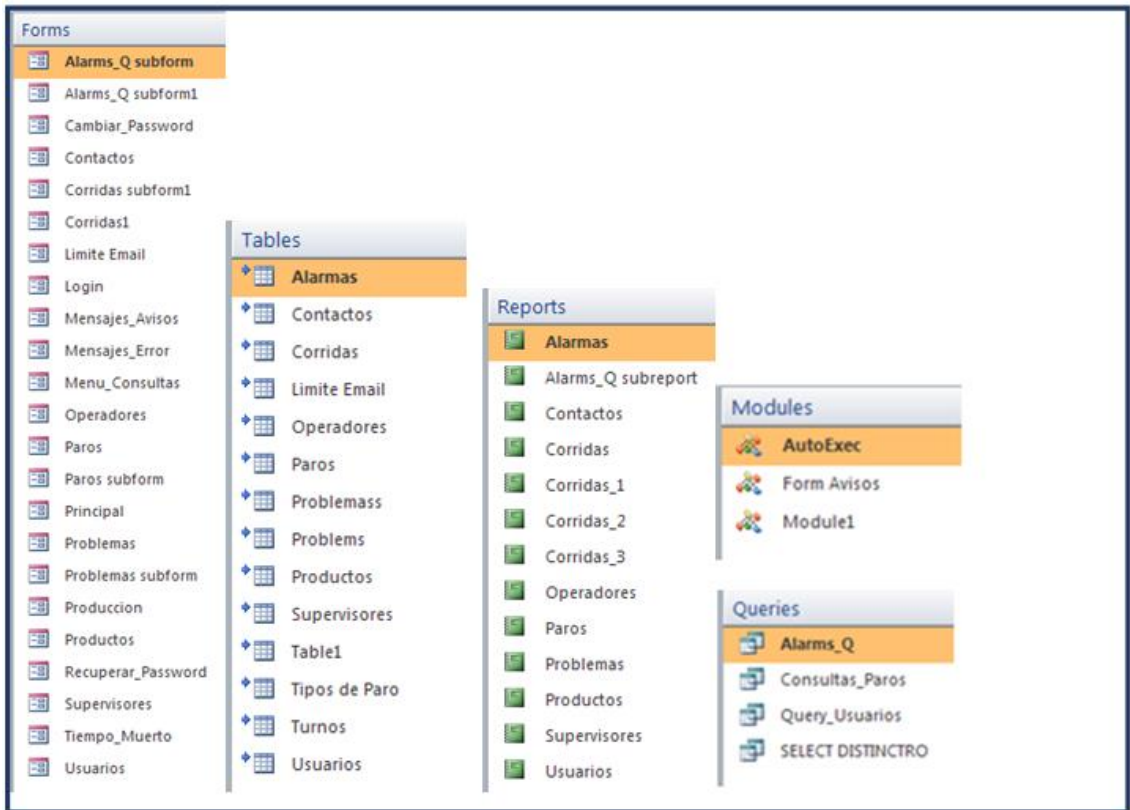 Forms
Alarms_Q subform
Alarms_Q subform1
Cambiar_Password
Contactos
Corridas subform1
Corridas1
Limite Email
Login
Mensajes_Avisos
Mensajes_Error
Menu_Consultas
Operadores
Paros
Paros subform
Principal
Problemas
Problemas subform
Produccion
Productos
Recuperar_Password
Supervisores
Tiempo_Muerto
Usuarios
Tables
Alarmas
Contactos
Corridas
Limite Email
Operadores
Paros
Problemass
Problems
Productos
Supervisores
Table1
Tipos de Paro
Turnos
Usuarios
Reports
Alarmas
Alarms_Q subreport
Contactos
Corridas
Corridas_1
Corridas_2
Corridas_3
Operadores
Paros
Problemas
Productos
Supervisores
Usuarios
Modules
AutoExec
Form Avisos
Module1
Queries
Alarms_Q
Consultas_Paros
Query_Usuarios
SELECT DISTINCTRO